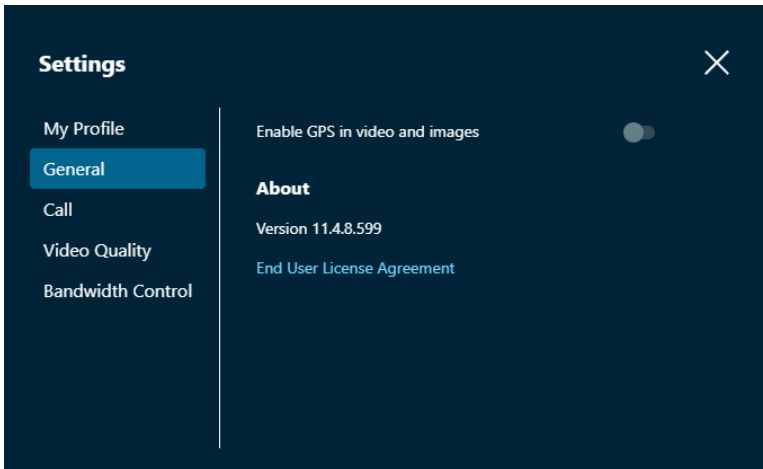 Settings
My Profile
General
Call
Video Quality
Bandwidth Control
Enable GPS in video and images
About
Version 11.4.8.599
End User License Agreement